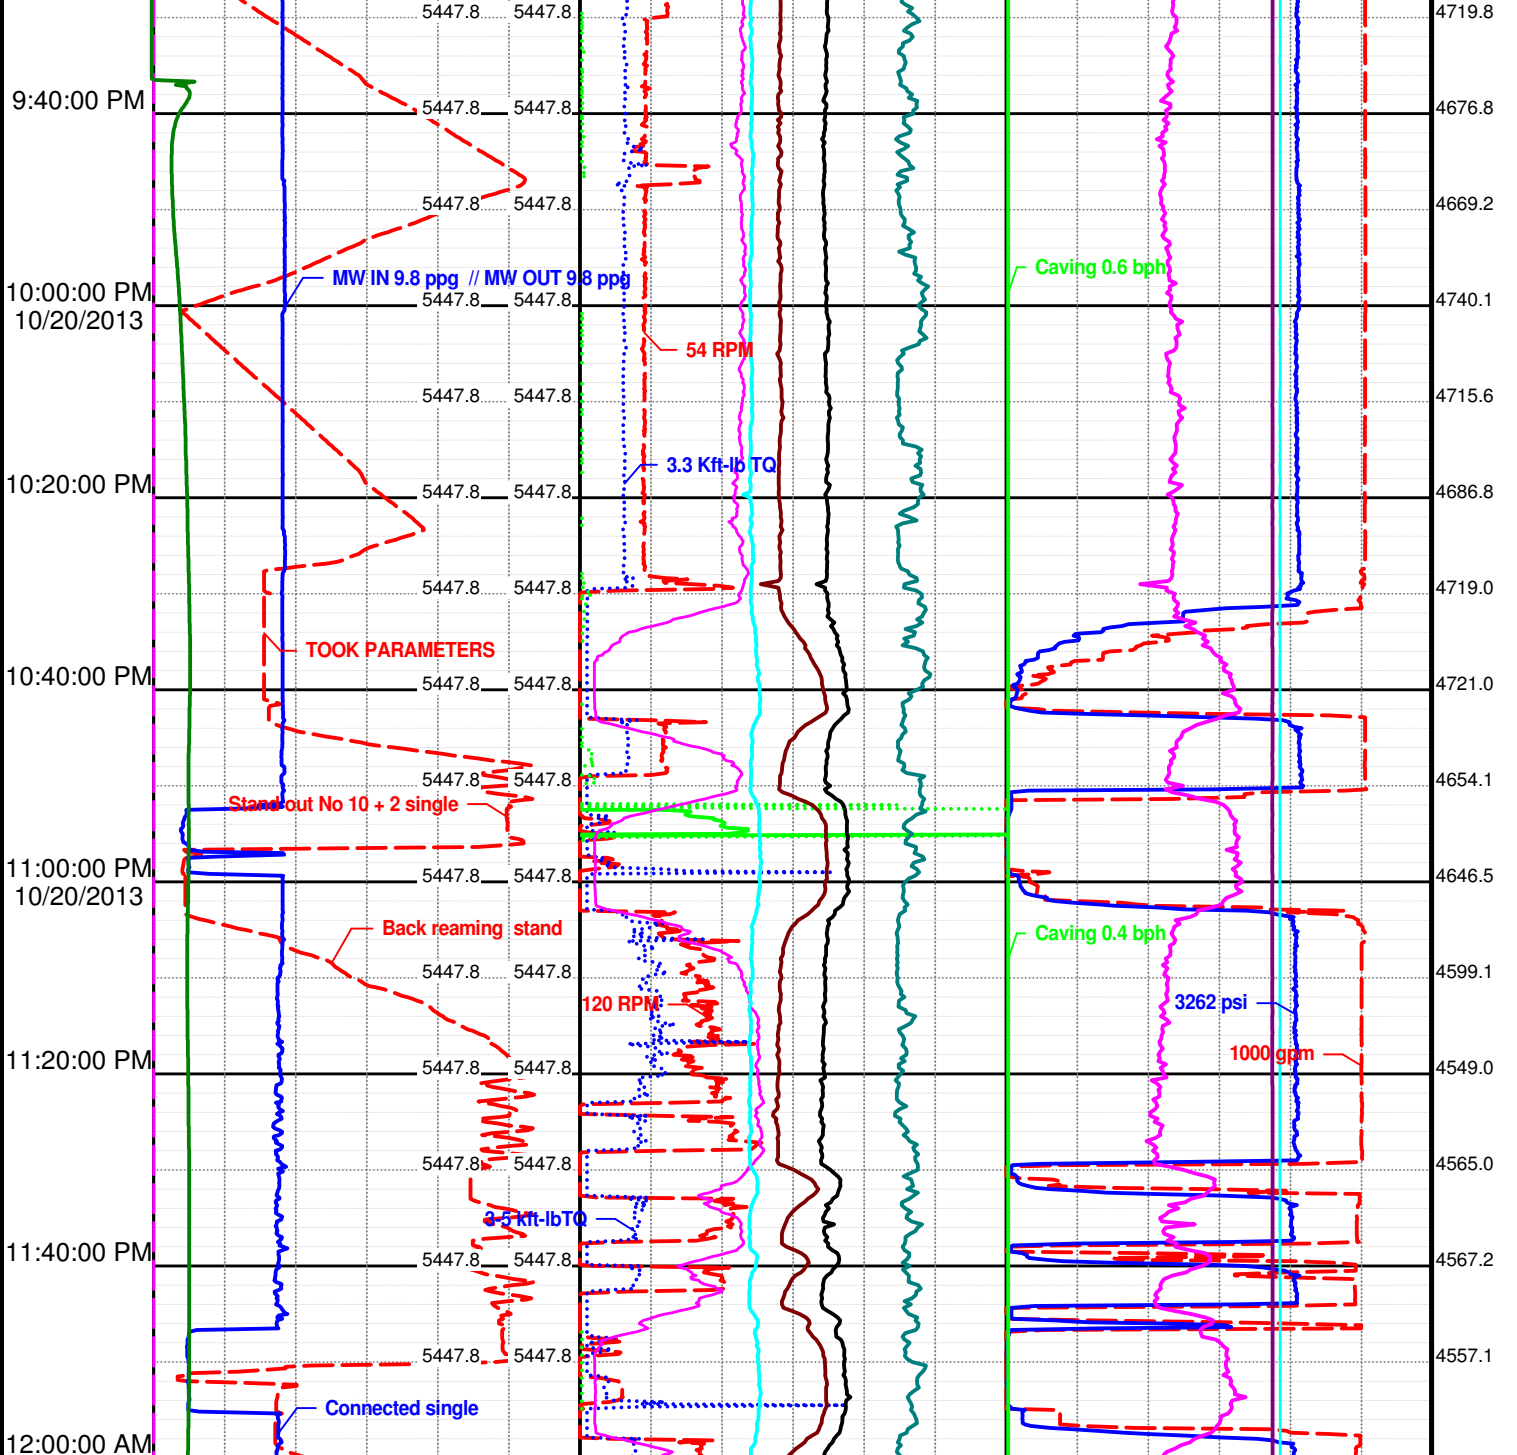 5447.8 5447.8 4719.8
9:40:00 PM 5447.8 5447.8 4676.8
5447.8 5447.8 4669.2
Caving 0.6 bph
MW IN 9.8 ppg // MW OUT 9.8 ppg
10:00:00 PM 5447.8 5447.8 4740.1
10/20/2013
54 RPM
5447.8 5447.8 4715.6
3.3 Kft-lb TQ
10:20:00 PM 5447.8 5447.8 4686.8
5447.8 5447.8 4719.0
TOOK PARAMETERS
10:40:00 PM 5447.8 5447.8 4721.0
5447.8 5447.8 4654.1
Stand out No 10 + 2 single
11:00:00 PM 5447.8 5447.8 4646.5
10/20/2013
Back reaming stand
Caving 0.4 bph
5447.8 5447.8 4599.1
120 RPM
3262 psi
1000 gpm
11:20:00 PM 5447.8 5447.8 4549.0
5447.8 5447.8 4565.0
3-5 kft-lbTQ
11:40:00 PM 5447.8 5447.8 4567.2
5447.8 5447.8 4557.1
Connected single
12:00:00 AM